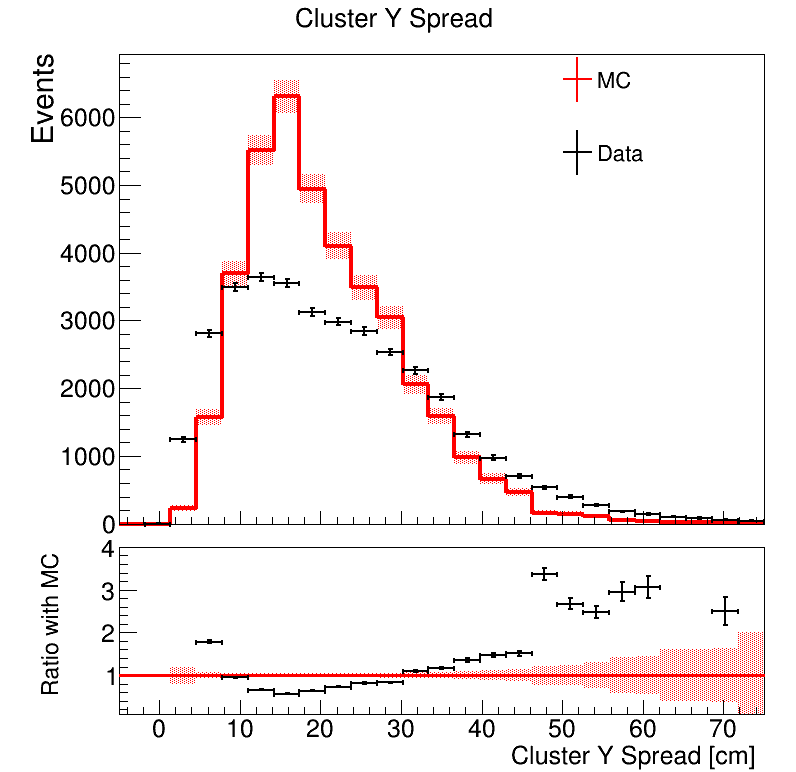 Cluster Y Spread
Events
MC
Data
6000
5000
4000
3000
2000
1000
0
Ratio with MC
4
3
2
1
0 10 20 30 40 50 60 70
Cluster Y Spread [cm]